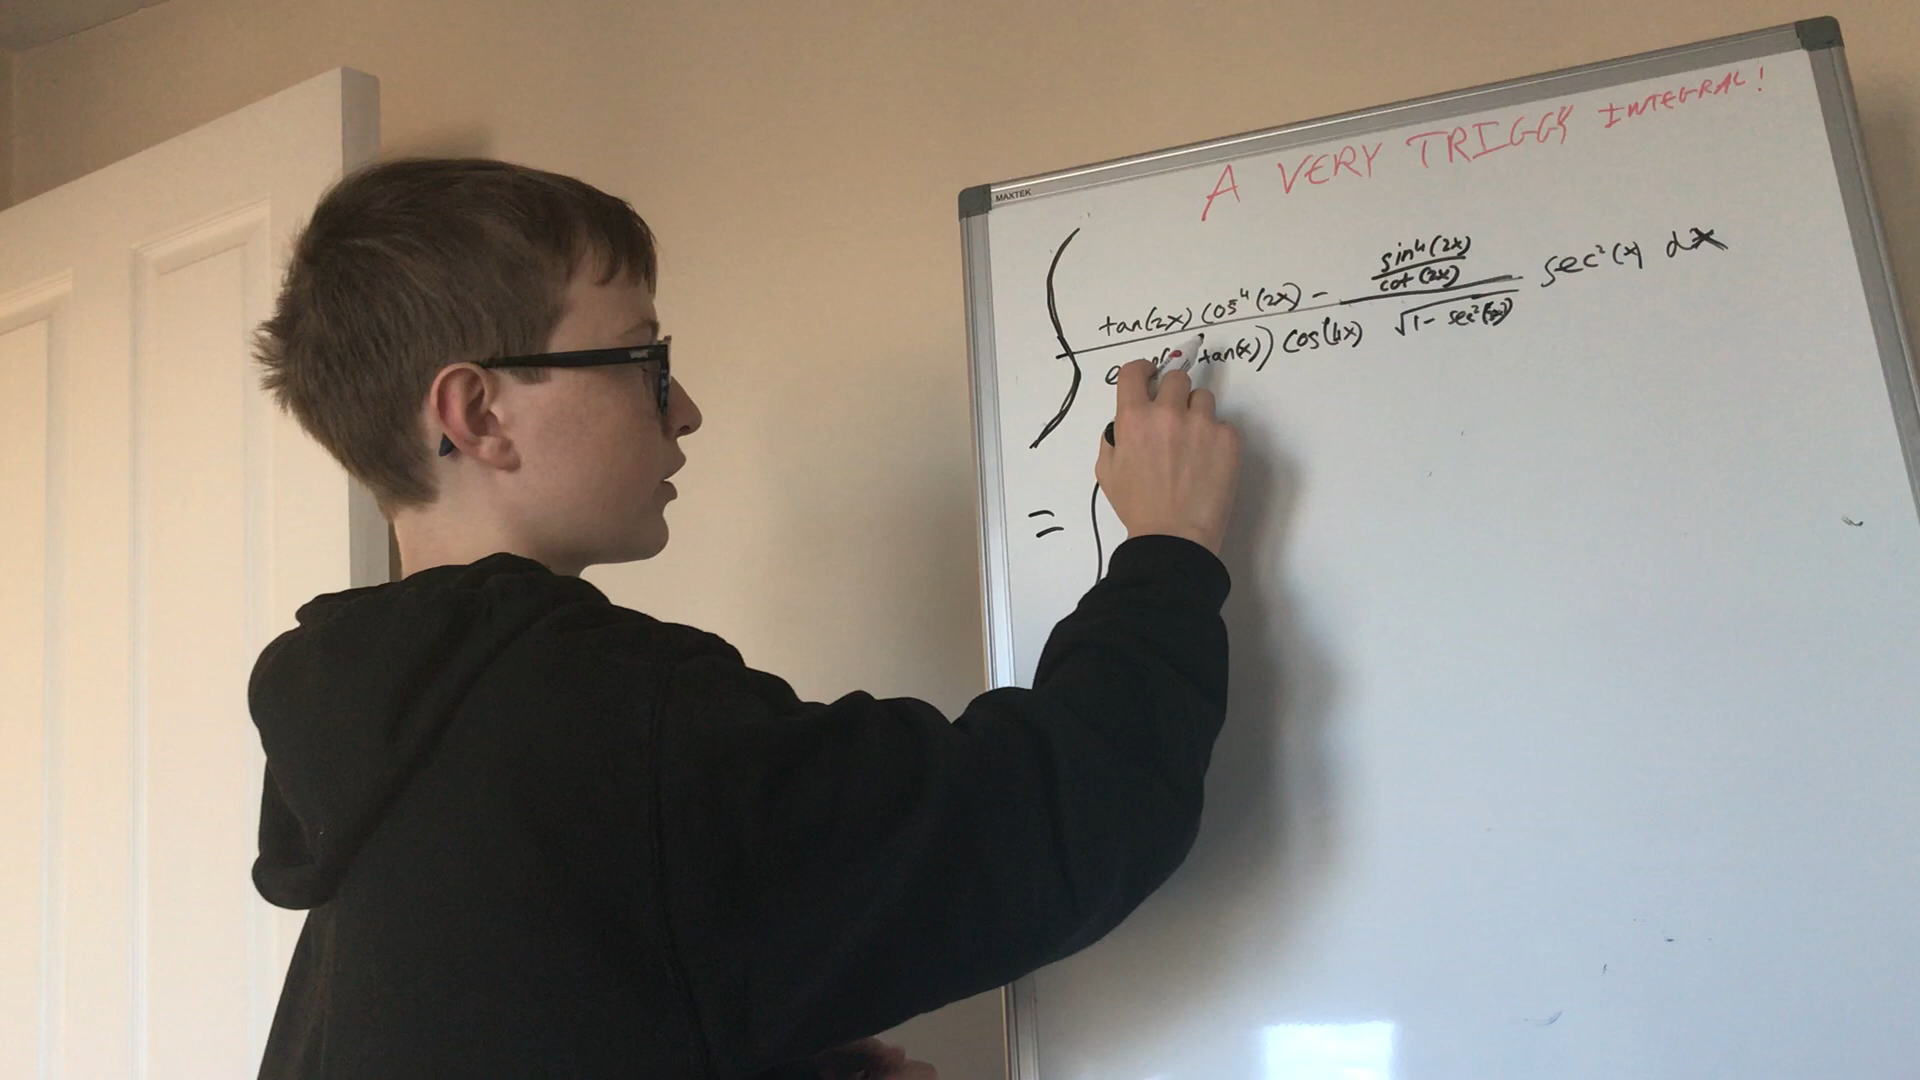 MAXTEK
A VERY TRIGGY INTEGRAL!
∫ tan(2x) cos⁴(2x) - sin⁴(2x)
cot(2x)
sec²(x) dx
tan(x)) cos(4x) √1 - sec²(2x)
= ∫